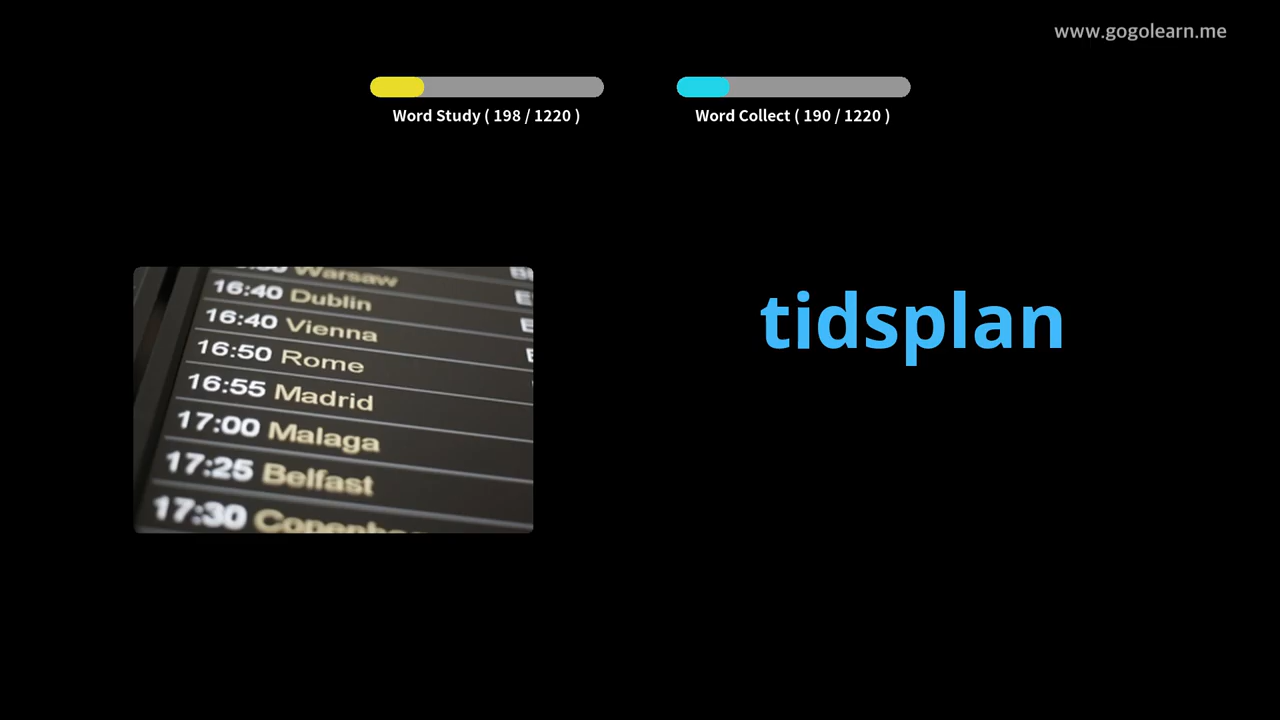 www.gogolearn.me
Word Study ( 198 / 1220 )
Word Collect ( 190 / 1220 )
tidsplan
Warsaw
16:40 Dublin
16:40 Vienna
16:50 Rome
16:55 Madrid
17:00 Malaga
17:25 Belfast
17:30